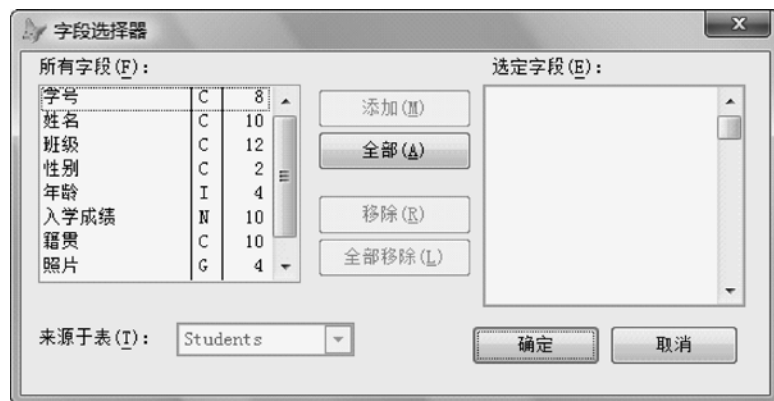 字段选择器
所有字段(F):
选定字段(E):
学号 C 8
姓名 C 10
班级 C 12
性别 C 2
年龄 I 4
入学成绩 N 10
籍贯 C 10
照片 G 4
添加(M)
全部(A)
移除(R)
全部移除(L)
来源于表(T): Students
确定
取消